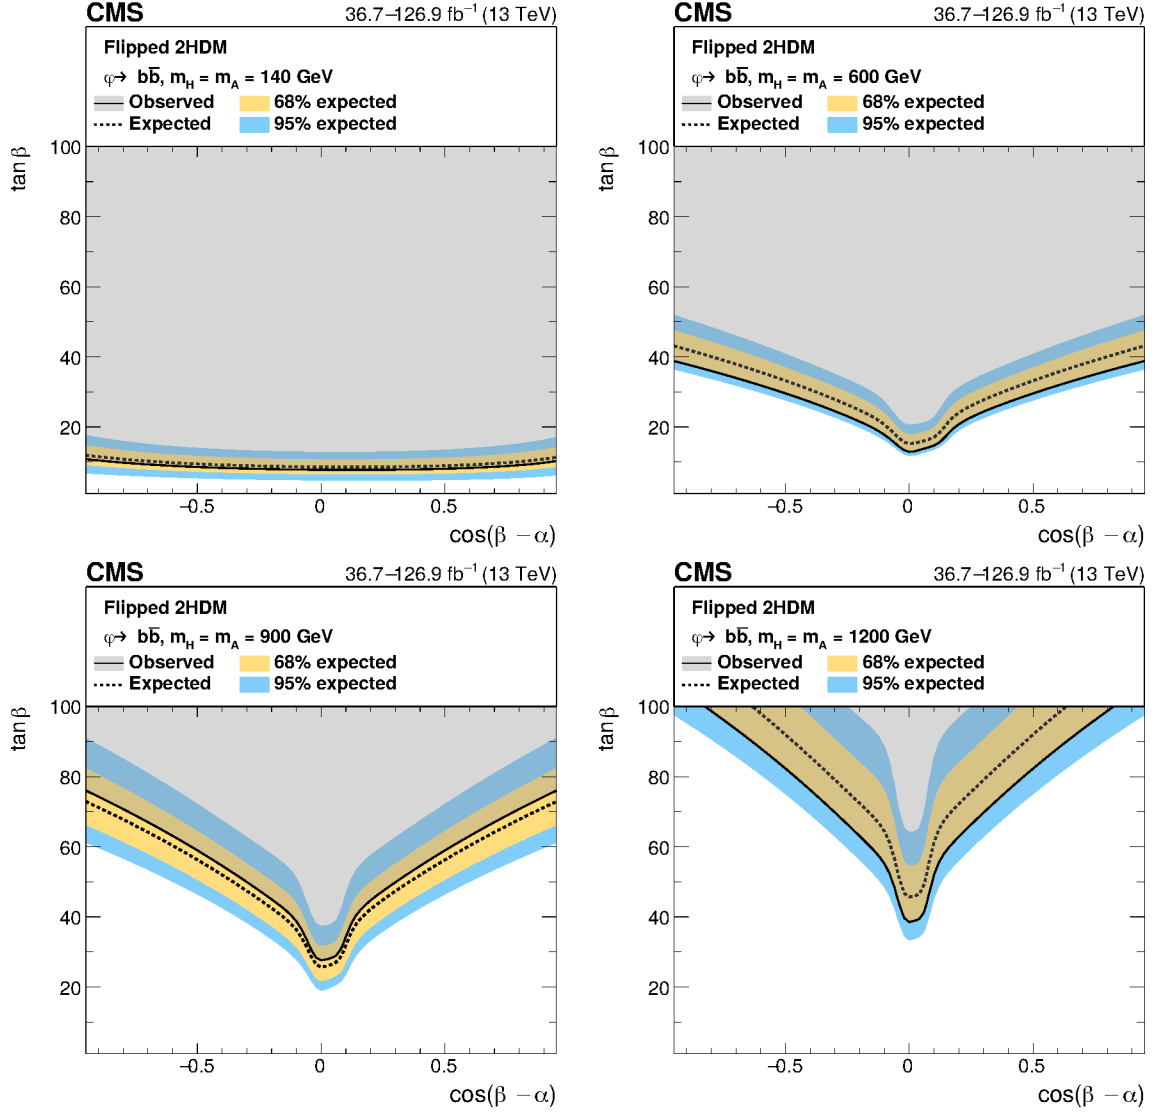 CMS 36.7–126.9 fb⁻¹ (13 TeV)
Flipped 2HDM
φ→ bb̅, m_H = m_A = 140 GeV
Observed 68% expected
Expected 95% expected
tan β
100
80
60
40
20
−0.5 0 0.5
cos(β − α)
CMS 36.7–126.9 fb⁻¹ (13 TeV)
Flipped 2HDM
φ→ bb̅, m_H = m_A = 600 GeV
Observed 68% expected
Expected 95% expected
tan β
100
80
60
40
20
−0.5 0 0.5
cos(β − α)
CMS 36.7–126.9 fb⁻¹ (13 TeV)
Flipped 2HDM
φ→ bb̅, m_H = m_A = 900 GeV
Observed 68% expected
Expected 95% expected
tan β
100
80
60
40
20
−0.5 0 0.5
cos(β − α)
CMS 36.7–126.9 fb⁻¹ (13 TeV)
Flipped 2HDM
φ→ bb̅, m_H = m_A = 1200 GeV
Observed 68% expected
Expected 95% expected
tan β
100
80
60
40
20
−0.5 0 0.5
cos(β − α)